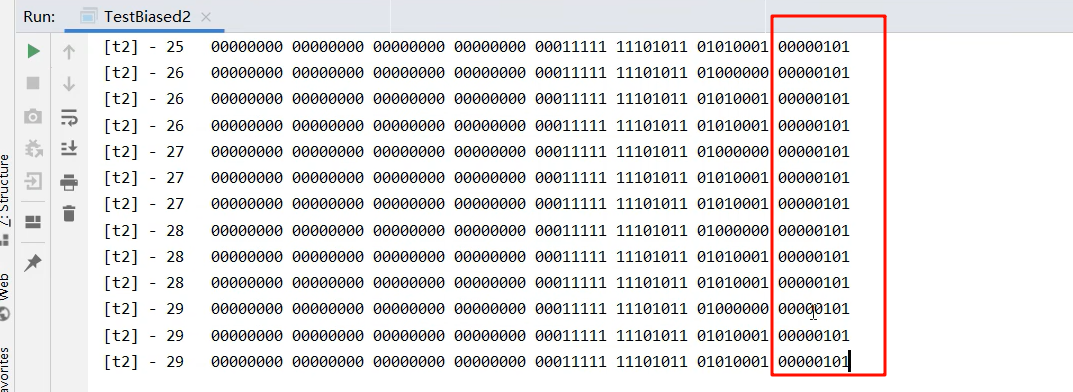 Run: TestBiased2 ×
[t2] - 25 00000000 00000000 00000000 00000000 00011111 11101011 01010001 00000101
[t2] - 26 00000000 00000000 00000000 00000000 00011111 11101011 01000000 00000101
[t2] - 26 00000000 00000000 00000000 00000000 00011111 11101011 01010001 00000101
[t2] - 26 00000000 00000000 00000000 00000000 00011111 11101011 01010001 00000101
[t2] - 27 00000000 00000000 00000000 00000000 00011111 11101011 01000000 00000101
[t2] - 27 00000000 00000000 00000000 00000000 00011111 11101011 01010001 00000101
[t2] - 27 00000000 00000000 00000000 00000000 00011111 11101011 01010001 00000101
[t2] - 28 00000000 00000000 00000000 00000000 00011111 11101011 01000000 00000101
[t2] - 28 00000000 00000000 00000000 00000000 00011111 11101011 01010001 00000101
[t2] - 28 00000000 00000000 00000000 00000000 00011111 11101011 01010001 00000101
[t2] - 29 00000000 00000000 00000000 00000000 00011111 11101011 01000000 00000101
[t2] - 29 00000000 00000000 00000000 00000000 00011111 11101011 01010001 00000101
[t2] - 29 00000000 00000000 00000000 00000000 00011111 11101011 01010001 00000101
Z: Structure
Web
avorites